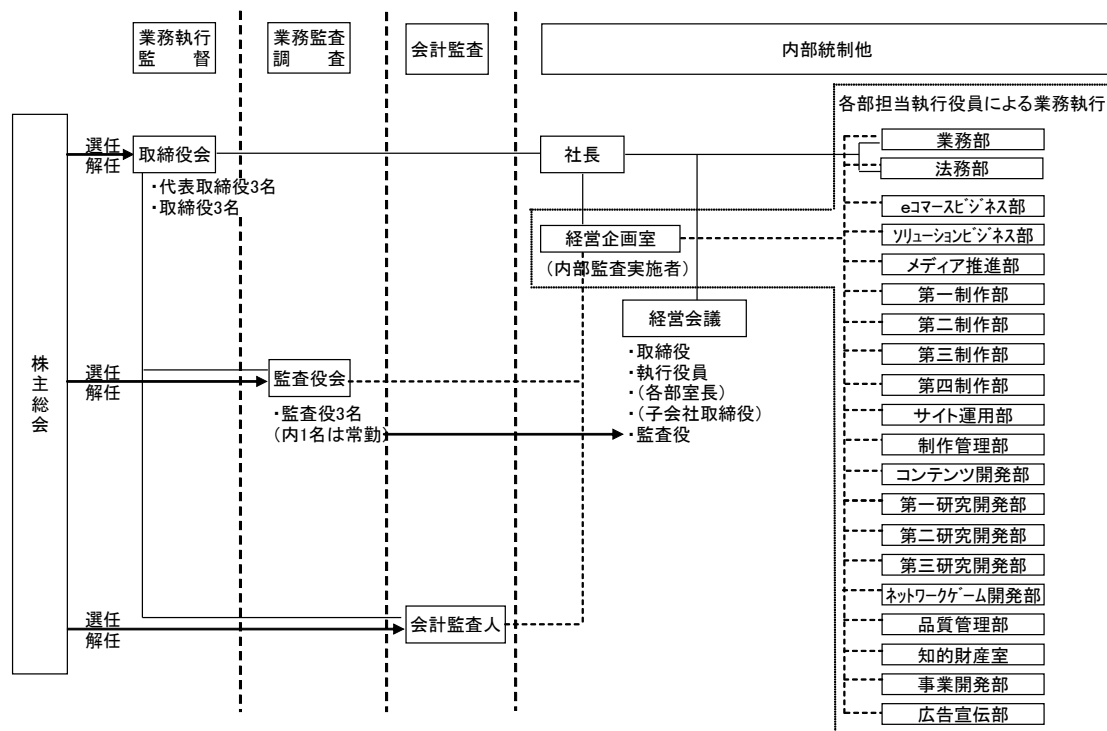 業務執行
監　　督
業務監査
調　　査
会計監査
内部統制他
各部担当執行役員による業務執行
株主総会
選任
解任
取締役会
・代表取締役3名
・取締役3名
社長
経営企画室
（内部監査実施者）
経営会議
・取締役
・執行役員
・（各部室長）
・（子会社取締役）
・監査役
選任
解任
監査役会
・監査役3名
（内1名は常勤）
選任
解任
会計監査人
業務部
法務部
eコマースビジネス部
ソリューションビジネス部
メディア推進部
第一制作部
第二制作部
第三制作部
第四制作部
サイト運用部
制作管理部
コンテンツ開発部
第一研究開発部
第二研究開発部
第三研究開発部
ネットワークゲーム開発部
品質管理部
知的財産室
事業開発部
広告宣伝部